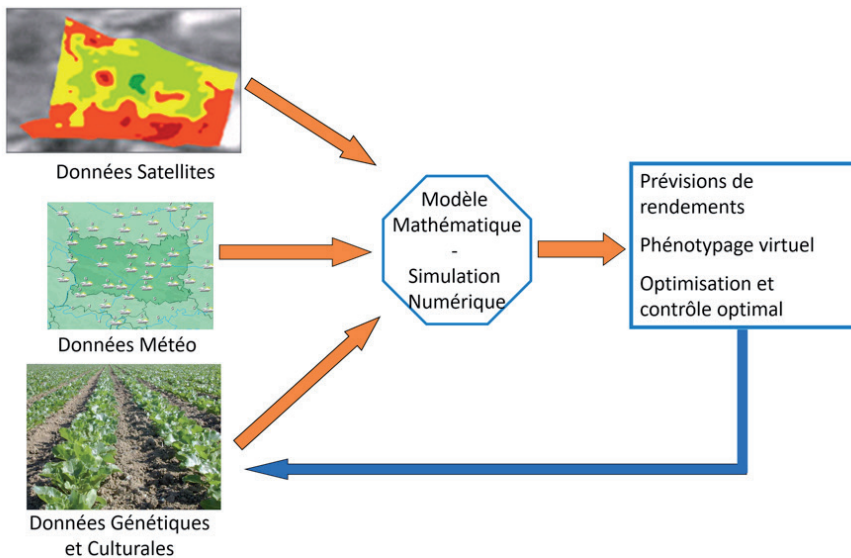 Données Satellites
Données Météo
Données Génétiques
et Culturales
Modèle
Mathématique
-
Simulation
Numérique
Prévisions de
rendements
Phénotypage virtuel
Optimisation et
contrôle optimal